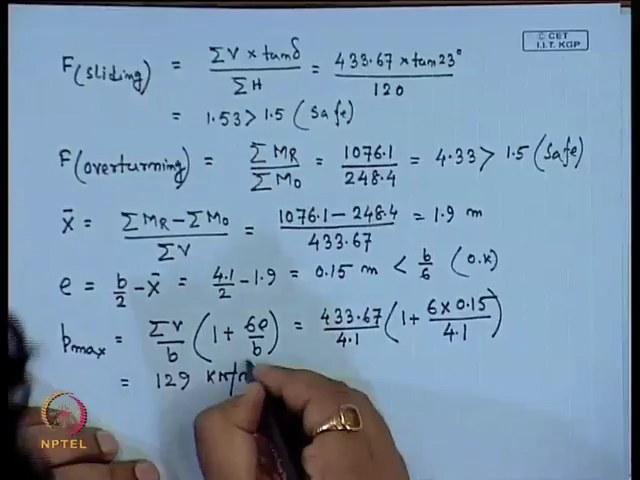 © CET
I.I.T. KGP
F(sliding) = ΣV × tanδ / ΣH = 433.67 × tan23° / 120
= 1.53 > 1.5 (Safe)
F(overturning) = ΣMR / ΣMO = 1076.1 / 248.4 = 4.33 > 1.5 (Safe)
x̄ = ΣMR − ΣMO / ΣV = 1076.1 − 248.4 / 433.67 = 1.9 m
e = b/2 − x̄ = 4.1/2 − 1.9 = 0.15 m < b/6 (O.K)
pmax = ΣV/b (1 + 6e/b) = 433.67/4.1 (1 + 6×0.15/4.1)
= 129 KN/
NPTEL